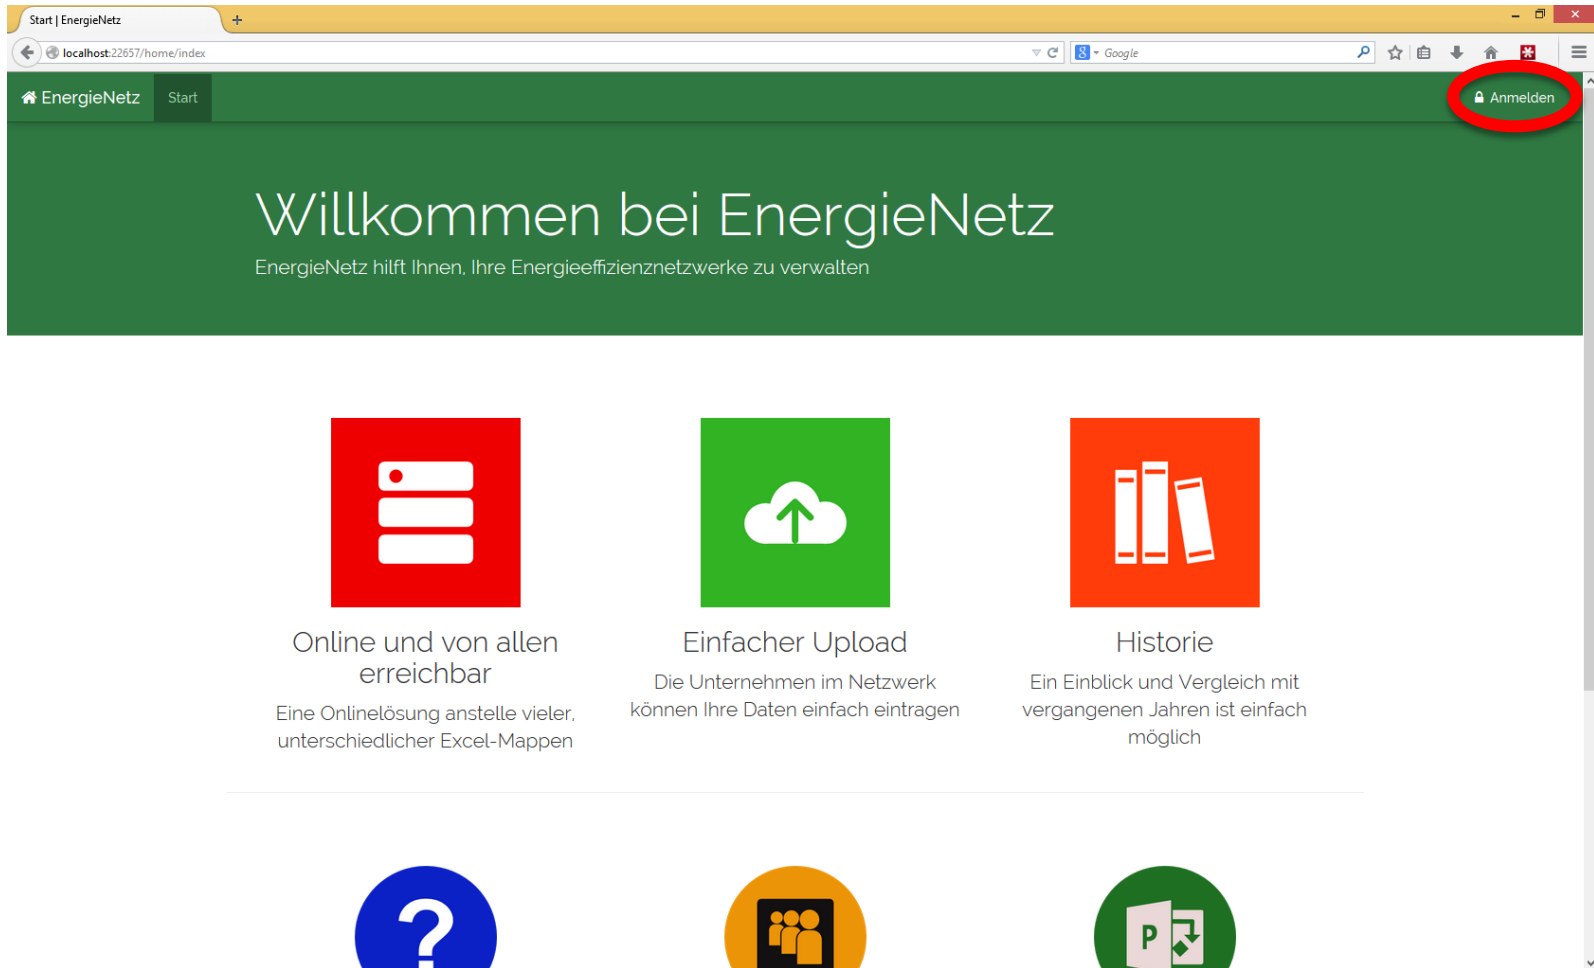 Start | EnergieNetz
localhost:22657/home/index
Google
EnergieNetz Start Anmelden
Willkommen bei EnergieNetz
EnergieNetz hilft Ihnen, Ihre Energieeffizienznetzwerke zu verwalten
Online und von allen
erreichbar
Eine Onlinelösung anstelle vieler,
unterschiedlicher Excel-Mappen
Einfacher Upload
Die Unternehmen im Netzwerk
können Ihre Daten einfach eintragen
Historie
Ein Einblick und Vergleich mit
vergangenen Jahren ist einfach
möglich